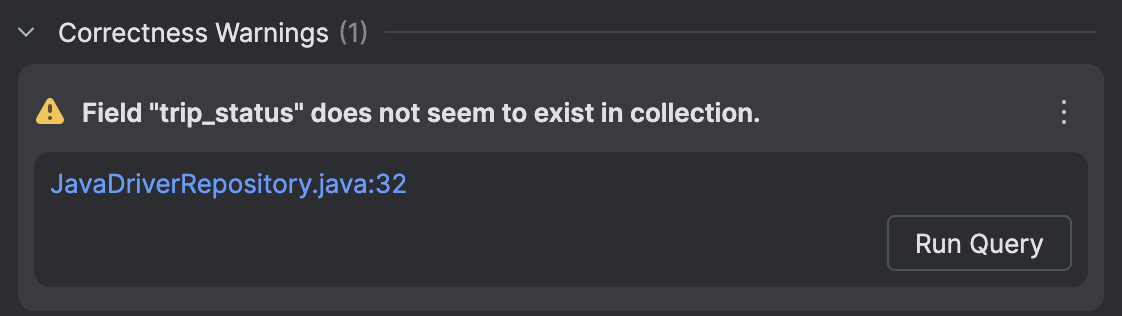 Correctness Warnings (1)
Field "trip_status" does not seem to exist in collection.
JavaDriverRepository.java:32
Run Query